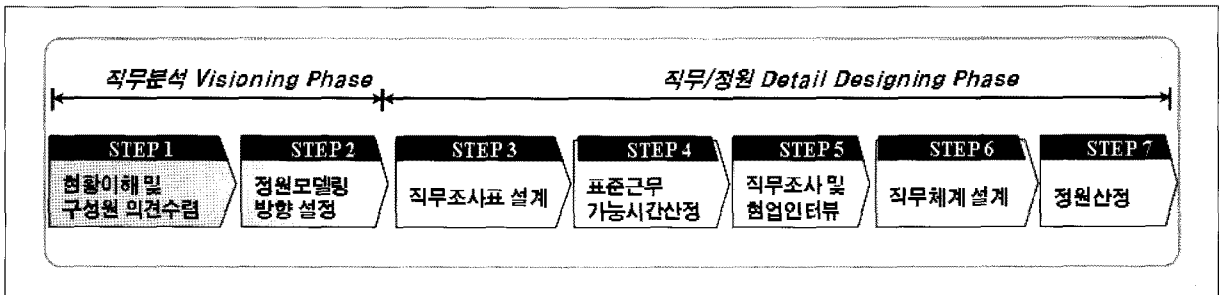 직무분석 Visioning Phase
직무/정원 Detail Designing Phase
STEP 1
현황이해 및
구성원 의견수렴
STEP 2
정원모델링
방향 설정
STEP 3
직무조사표 설계
STEP 4
표준근무
가능시간산정
STEP 5
직무조사 및
현업인터뷰
STEP 6
직무체계 설계
STEP 7
정원산정